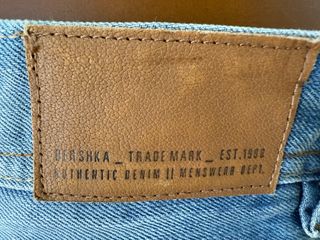 BERSHKA _ TRADE MARK _ EST. 1998
AUTHENTIC DENIM || MENSWEAR DEPT.